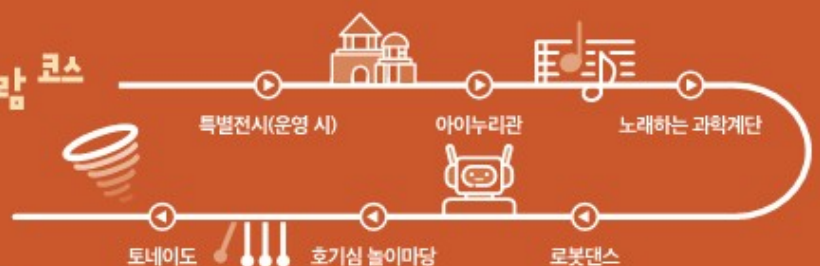 코스
특별전시(운영 시)
아이누리관
노래하는 과학계단
로봇댄스
호기심 놀이마당
토네이도